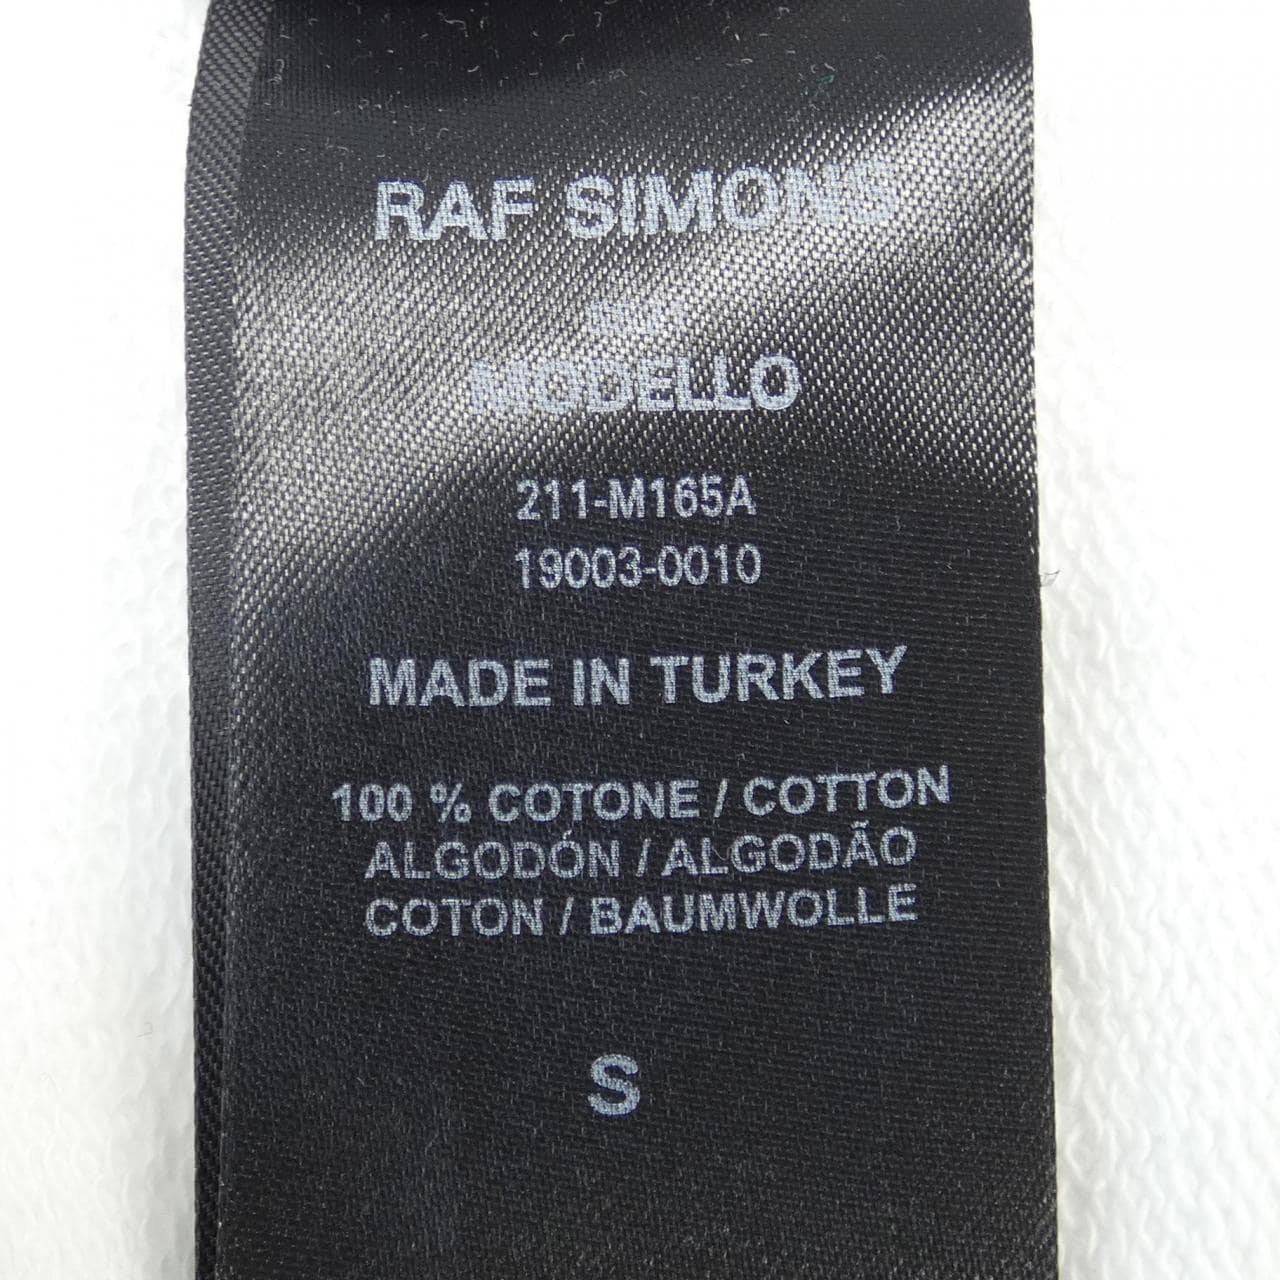 RAF SIMONS
MODELLO
211-M165A
19003-0010
MADE IN TURKEY
100 % COTONE / COTTON
ALGODÓN / ALGODÃO
COTON / BAUMWOLLE
S